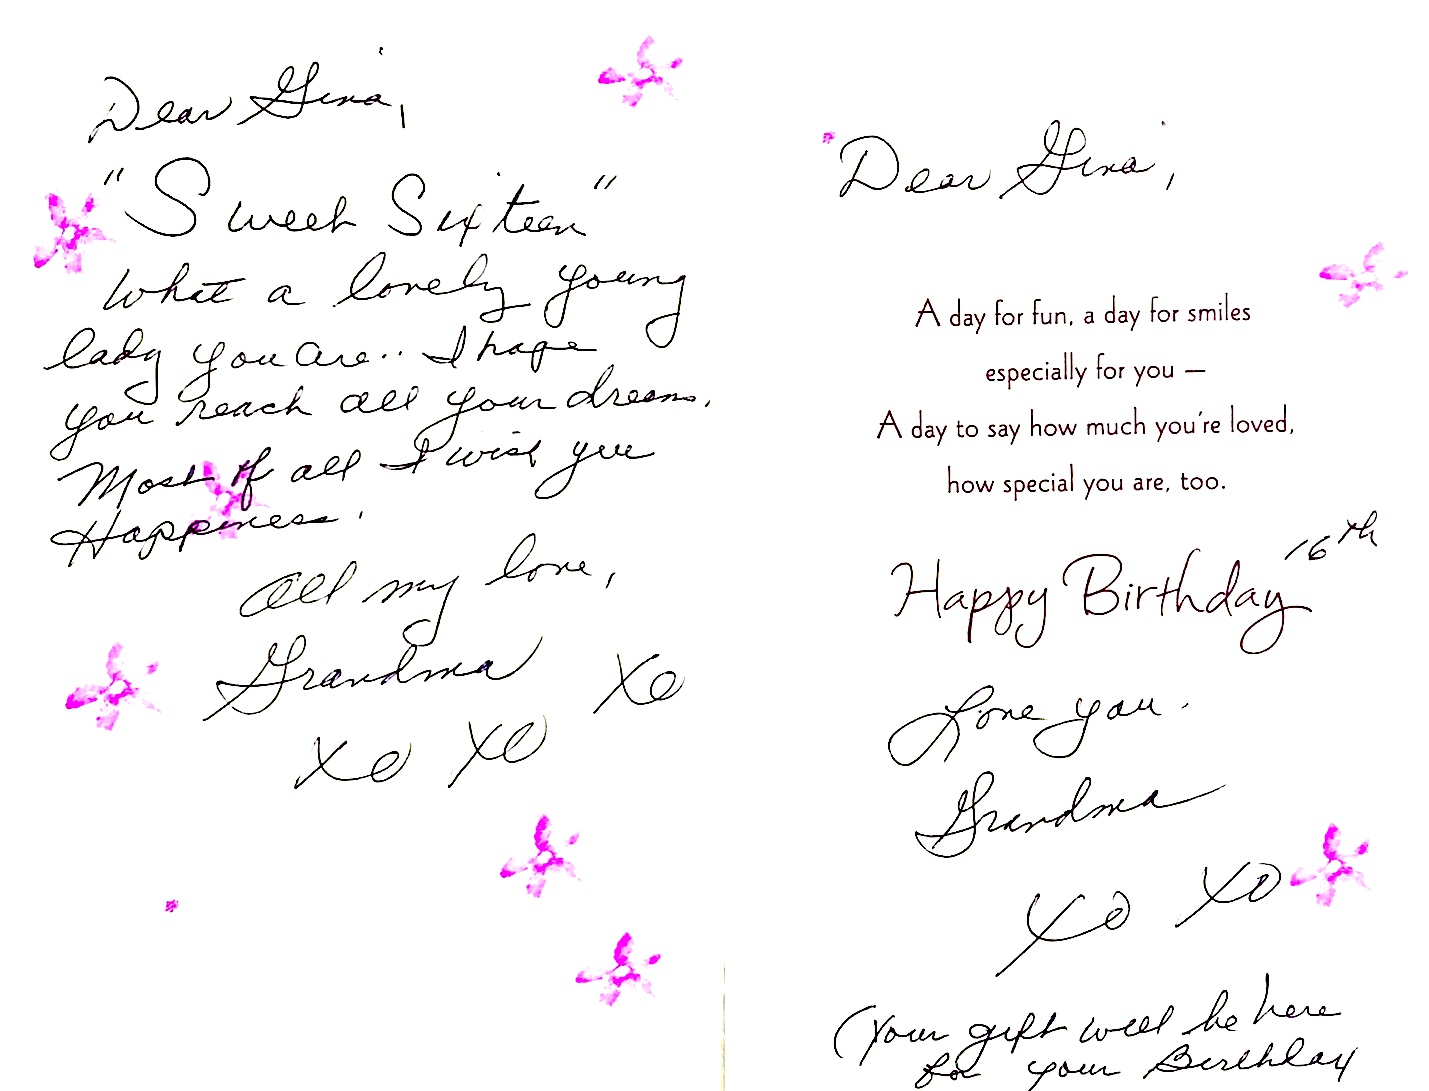 Dear Gina,
"Sweet Sixteen"
What a lovely young
lady you are.. I hope
you reach all your dreams.
Most of all I wish you
Happiness.
All my love,
Grandma
XO
XO XO
Dear Gina,
A day for fun, a day for smiles
especially for you —
A day to say how much you're loved,
how special you are, too.
16th
Happy Birthday
Love you.
Grandma
XO XO
(Your gift will be here
for your Birthday